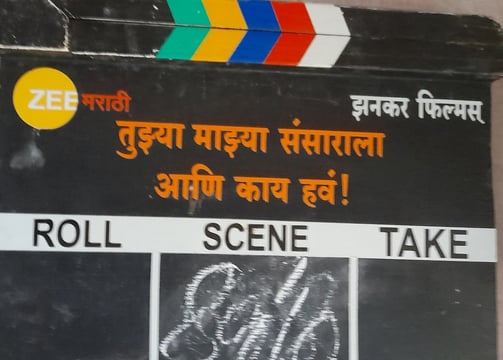 ZEE मराठी
झनकर फिल्मस्
तुझ्या माझ्या संसाराला
आणि काय हवं!
ROLL SCENE TAKE